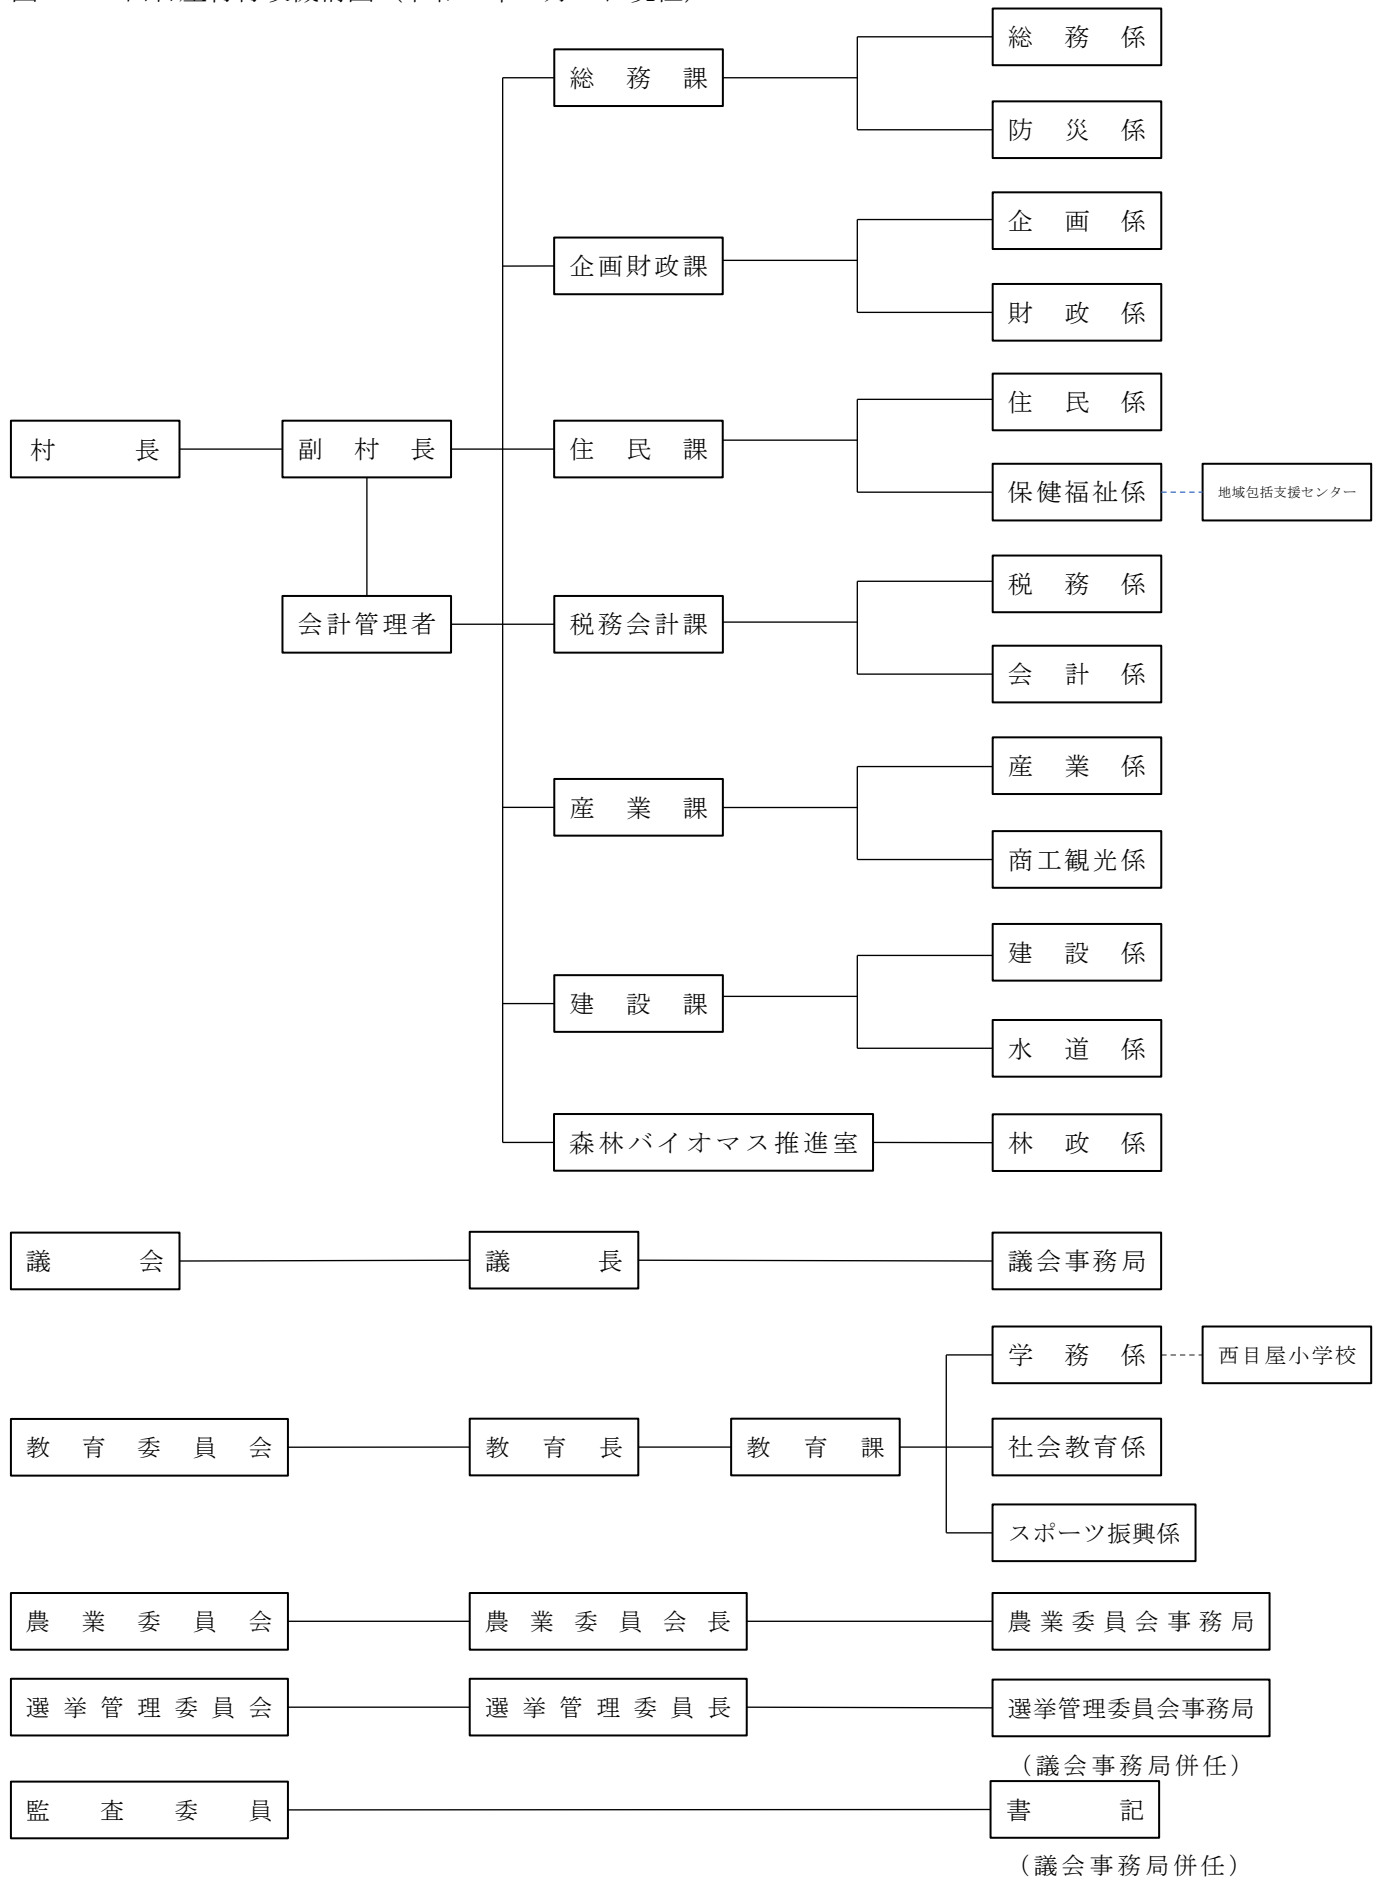 総務係
総務課
防災係
企画係
企画財政課
財政係
住民係
村長
副村長
住民課
保健福祉係
地域包括支援センター
税務係
会計管理者
税務会計課
会計係
産業係
産業課
商工観光係
建設係
建設課
水道係
森林バイオマス推進室
林政係
議会
議長
議会事務局
学務係
西目屋小学校
教育委員会
教育長
教育課
社会教育係
スポーツ振興係
農業委員会
農業委員会長
農業委員会事務局
選挙管理委員会
選挙管理委員長
選挙管理委員会事務局
（議会事務局併任）
監査委員
書記
（議会事務局併任）